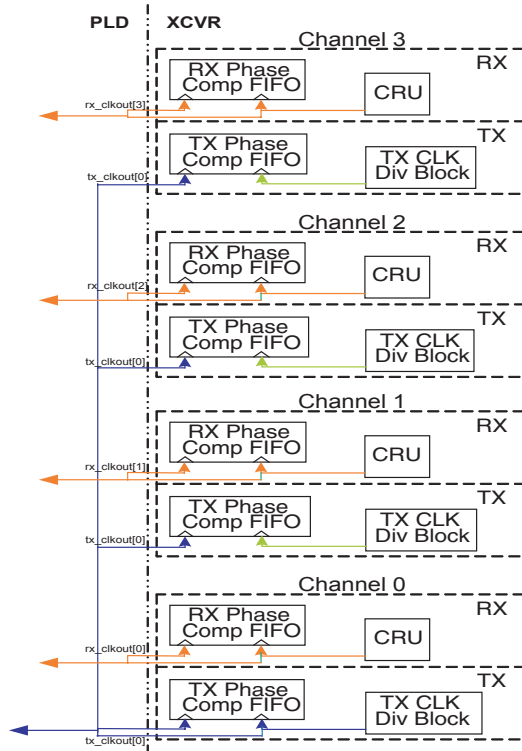 PLD XCVR
Channel 3
RX
RX Phase
Comp FIFO
CRU
rx_clkout[3]
TX
TX Phase
Comp FIFO
TX CLK
Div Block
tx_clkout[0]
Channel 2
RX
RX Phase
Comp FIFO
CRU
rx_clkout[2]
TX
TX Phase
Comp FIFO
TX CLK
Div Block
tx_clkout[0]
Channel 1
RX
RX Phase
Comp FIFO
CRU
rx_clkout[1]
TX
TX Phase
Comp FIFO
TX CLK
Div Block
tx_clkout[0]
Channel 0
RX
RX Phase
Comp FIFO
CRU
rx_clkout[0]
TX
TX Phase
Comp FIFO
TX CLK
Div Block
tx_clkout[0]